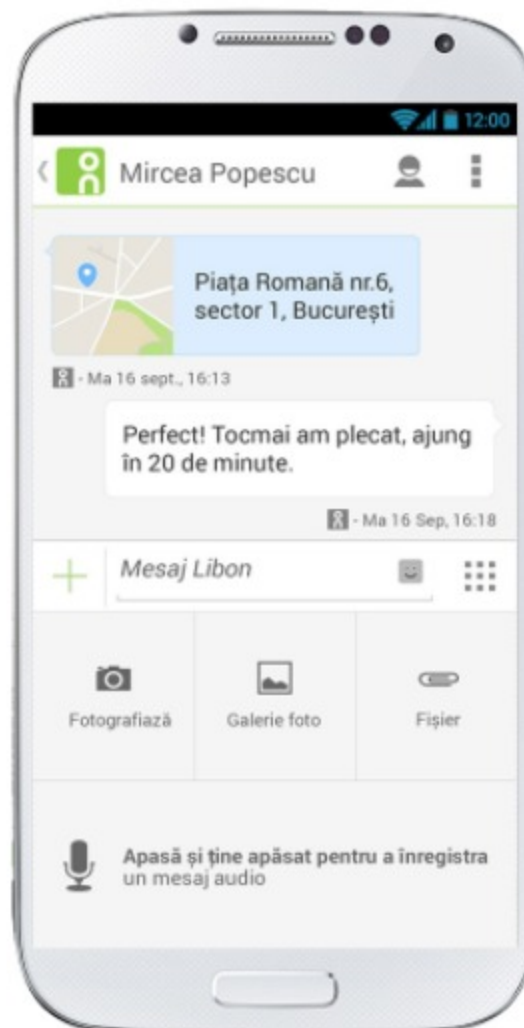 12:00
Mircea Popescu
Piața Romană nr.6,
sector 1, București
- Ma 16 sept., 16:13
Perfect! Tocmai am plecat, ajung
în 20 de minute.
- Ma 16 Sep, 16:18
Mesaj Libon
Fotografiază
Galerie foto
Fișier
Apasă și ține apăsat pentru a înregistra
un mesaj audio